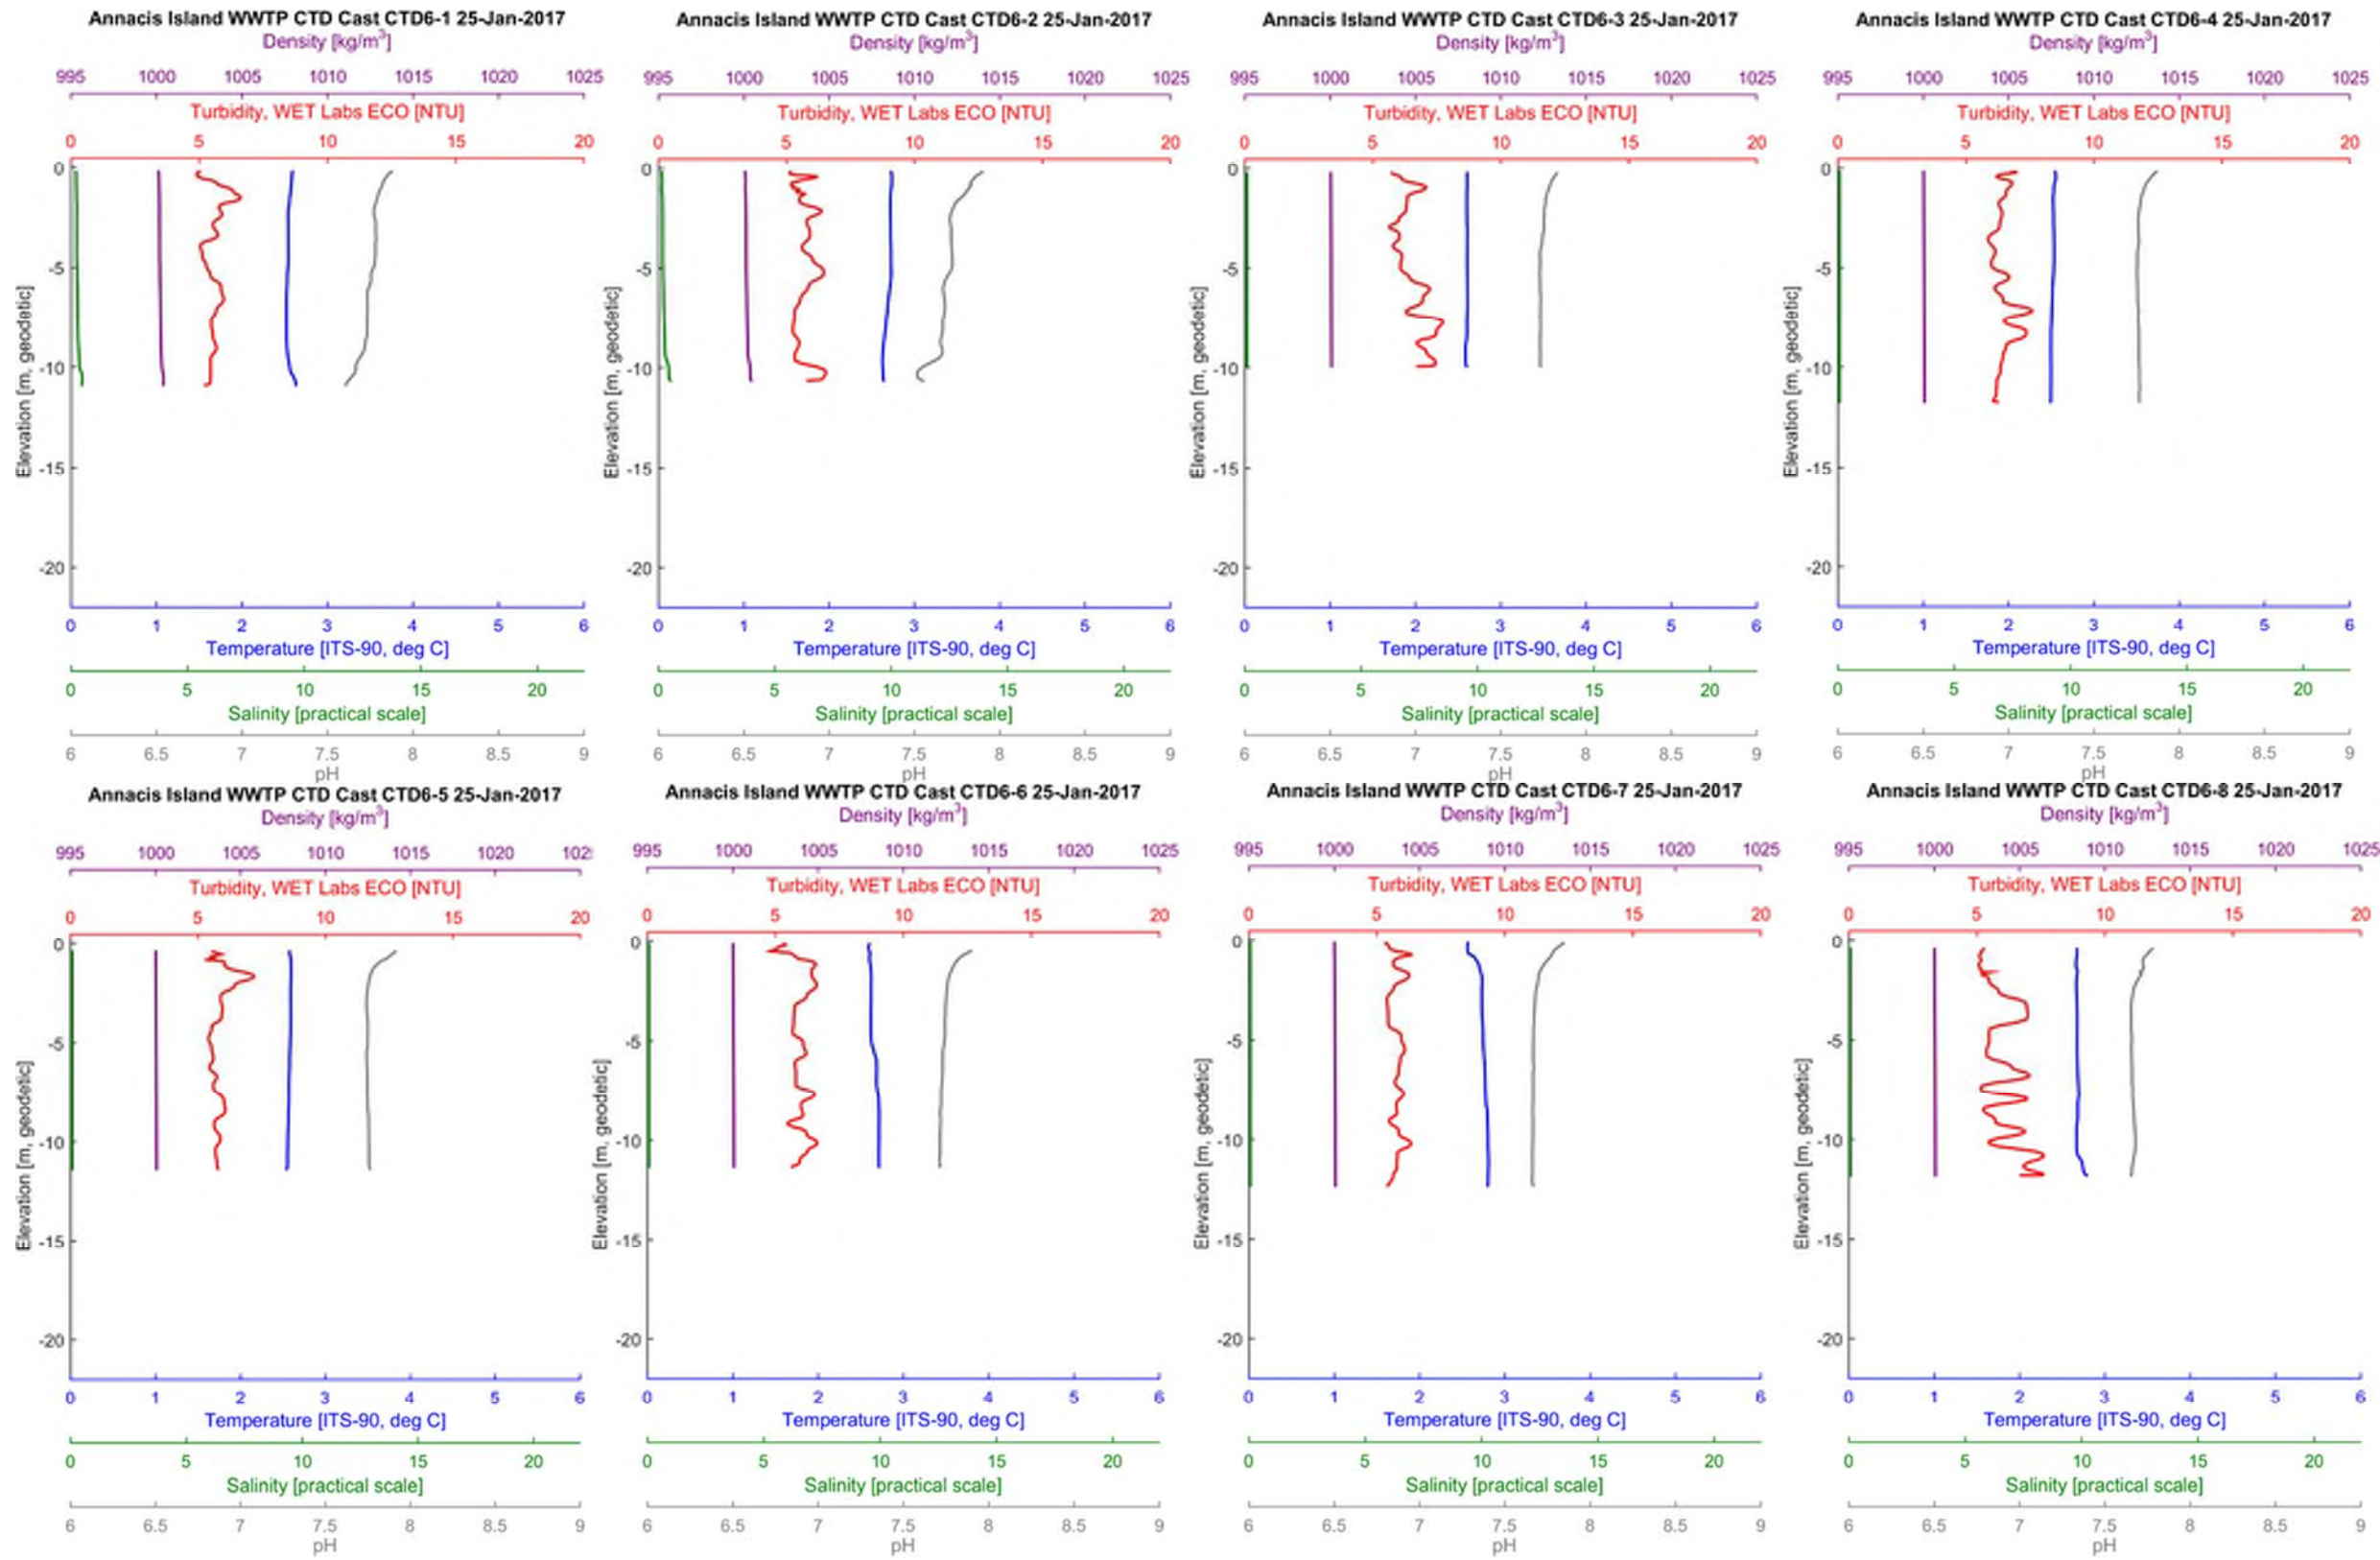 Annacis Island WWTP CTD Cast CTD6-1 25-Jan-2017
Density [kg/m³]
995 1000 1005 1010 1015 1020 1025
Turbidity, WET Labs ECO [NTU]
0 5 10 15 20
Elevation [m, geodetic]
0
-5
-10
-15
-20
0 1 2 3 4 5 6
Temperature [ITS-90, deg C]
0 5 10 15 20
Salinity [practical scale]
6 6.5 7 7.5 8 8.5 9
pH
Annacis Island WWTP CTD Cast CTD6-2 25-Jan-2017
Density [kg/m³]
995 1000 1005 1010 1015 1020 1025
Turbidity, WET Labs ECO [NTU]
0 5 10 15 20
Elevation [m, geodetic]
0
-5
-10
-15
-20
0 1 2 3 4 5 6
Temperature [ITS-90, deg C]
0 5 10 15 20
Salinity [practical scale]
6 6.5 7 7.5 8 8.5 9
pH
Annacis Island WWTP CTD Cast CTD6-3 25-Jan-2017
Density [kg/m³]
995 1000 1005 1010 1015 1020 1025
Turbidity, WET Labs ECO [NTU]
0 5 10 15 20
Elevation [m, geodetic]
0
-5
-10
-15
-20
0 1 2 3 4 5 6
Temperature [ITS-90, deg C]
0 5 10 15 20
Salinity [practical scale]
6 6.5 7 7.5 8 8.5 9
pH
Annacis Island WWTP CTD Cast CTD6-4 25-Jan-2017
Density [kg/m³]
995 1000 1005 1010 1015 1020 1025
Turbidity, WET Labs ECO [NTU]
0 5 10 15 20
Elevation [m, geodetic]
0
-5
-10
-15
-20
0 1 2 3 4 5 6
Temperature [ITS-90, deg C]
0 5 10 15 20
Salinity [practical scale]
6 6.5 7 7.5 8 8.5 9
pH
Annacis Island WWTP CTD Cast CTD6-5 25-Jan-2017
Density [kg/m³]
995 1000 1005 1010 1015 1020 102
Turbidity, WET Labs ECO [NTU]
0 5 10 15 20
Elevation [m, geodetic]
0
-5
-10
-15
-20
0 1 2 3 4 5 6
Temperature [ITS-90, deg C]
0 5 10 15 20
Salinity [practical scale]
6 6.5 7 7.5 8 8.5 9
pH
Annacis Island WWTP CTD Cast CTD6-6 25-Jan-2017
Density [kg/m³]
995 1000 1005 1010 1015 1020 1025
Turbidity, WET Labs ECO [NTU]
0 5 10 15 20
Elevation [m, geodetic]
0
-5
-10
-15
-20
0 1 2 3 4 5 6
Temperature [ITS-90, deg C]
0 5 10 15 20
Salinity [practical scale]
6 6.5 7 7.5 8 8.5 9
pH
Annacis Island WWTP CTD Cast CTD6-7 25-Jan-2017
Density [kg/m³]
995 1000 1005 1010 1015 1020 1025
Turbidity, WET Labs ECO [NTU]
0 5 10 15 20
Elevation [m, geodetic]
0
-5
-10
-15
-20
0 1 2 3 4 5 6
Temperature [ITS-90, deg C]
0 5 10 15 20
Salinity [practical scale]
6 6.5 7 7.5 8 8.5 9
pH
Annacis Island WWTP CTD Cast CTD6-8 25-Jan-2017
Density [kg/m³]
995 1000 1005 1010 1015 1020 1025
Turbidity, WET Labs ECO [NTU]
0 5 10 15 20
Elevation [m, geodetic]
0
-5
-10
-15
-20
0 1 2 3 4 5 6
Temperature [ITS-90, deg C]
0 5 10 15 20
Salinity [practical scale]
6 6.5 7 7.5 8 8.5 9
pH